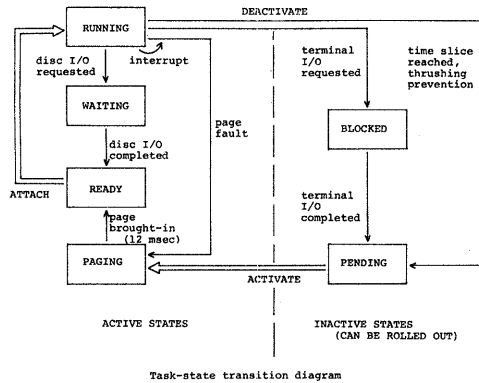 DEACTIVATE
RUNNING
disc I/O
requested
interrupt
terminal
I/O
requested
time slice
reached,
thrushing
prevention
WAITING
page
fault
BLOCKED
disc I/O
completed
READY
ATTACH
terminal
I/O
completed
page
brought-in
(12 msec)
PAGING
PENDING
ACTIVATE
ACTIVE STATES
INACTIVE STATES
(CAN BE ROLLED OUT)
Task-state transition diagram